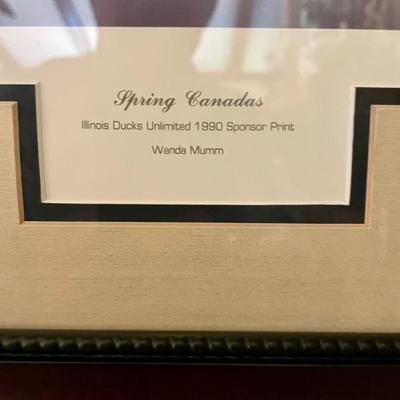 Spring Canadas
Illinois Ducks Unlimited 1990 Sponsor Print
Wanda Mumm